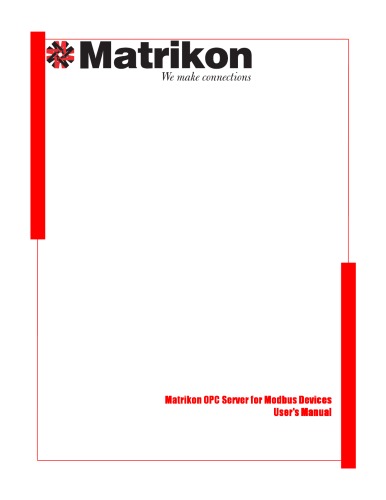 Matrikon
We make connections
Matrikon OPC Server for Modbus Devices
User's Manual